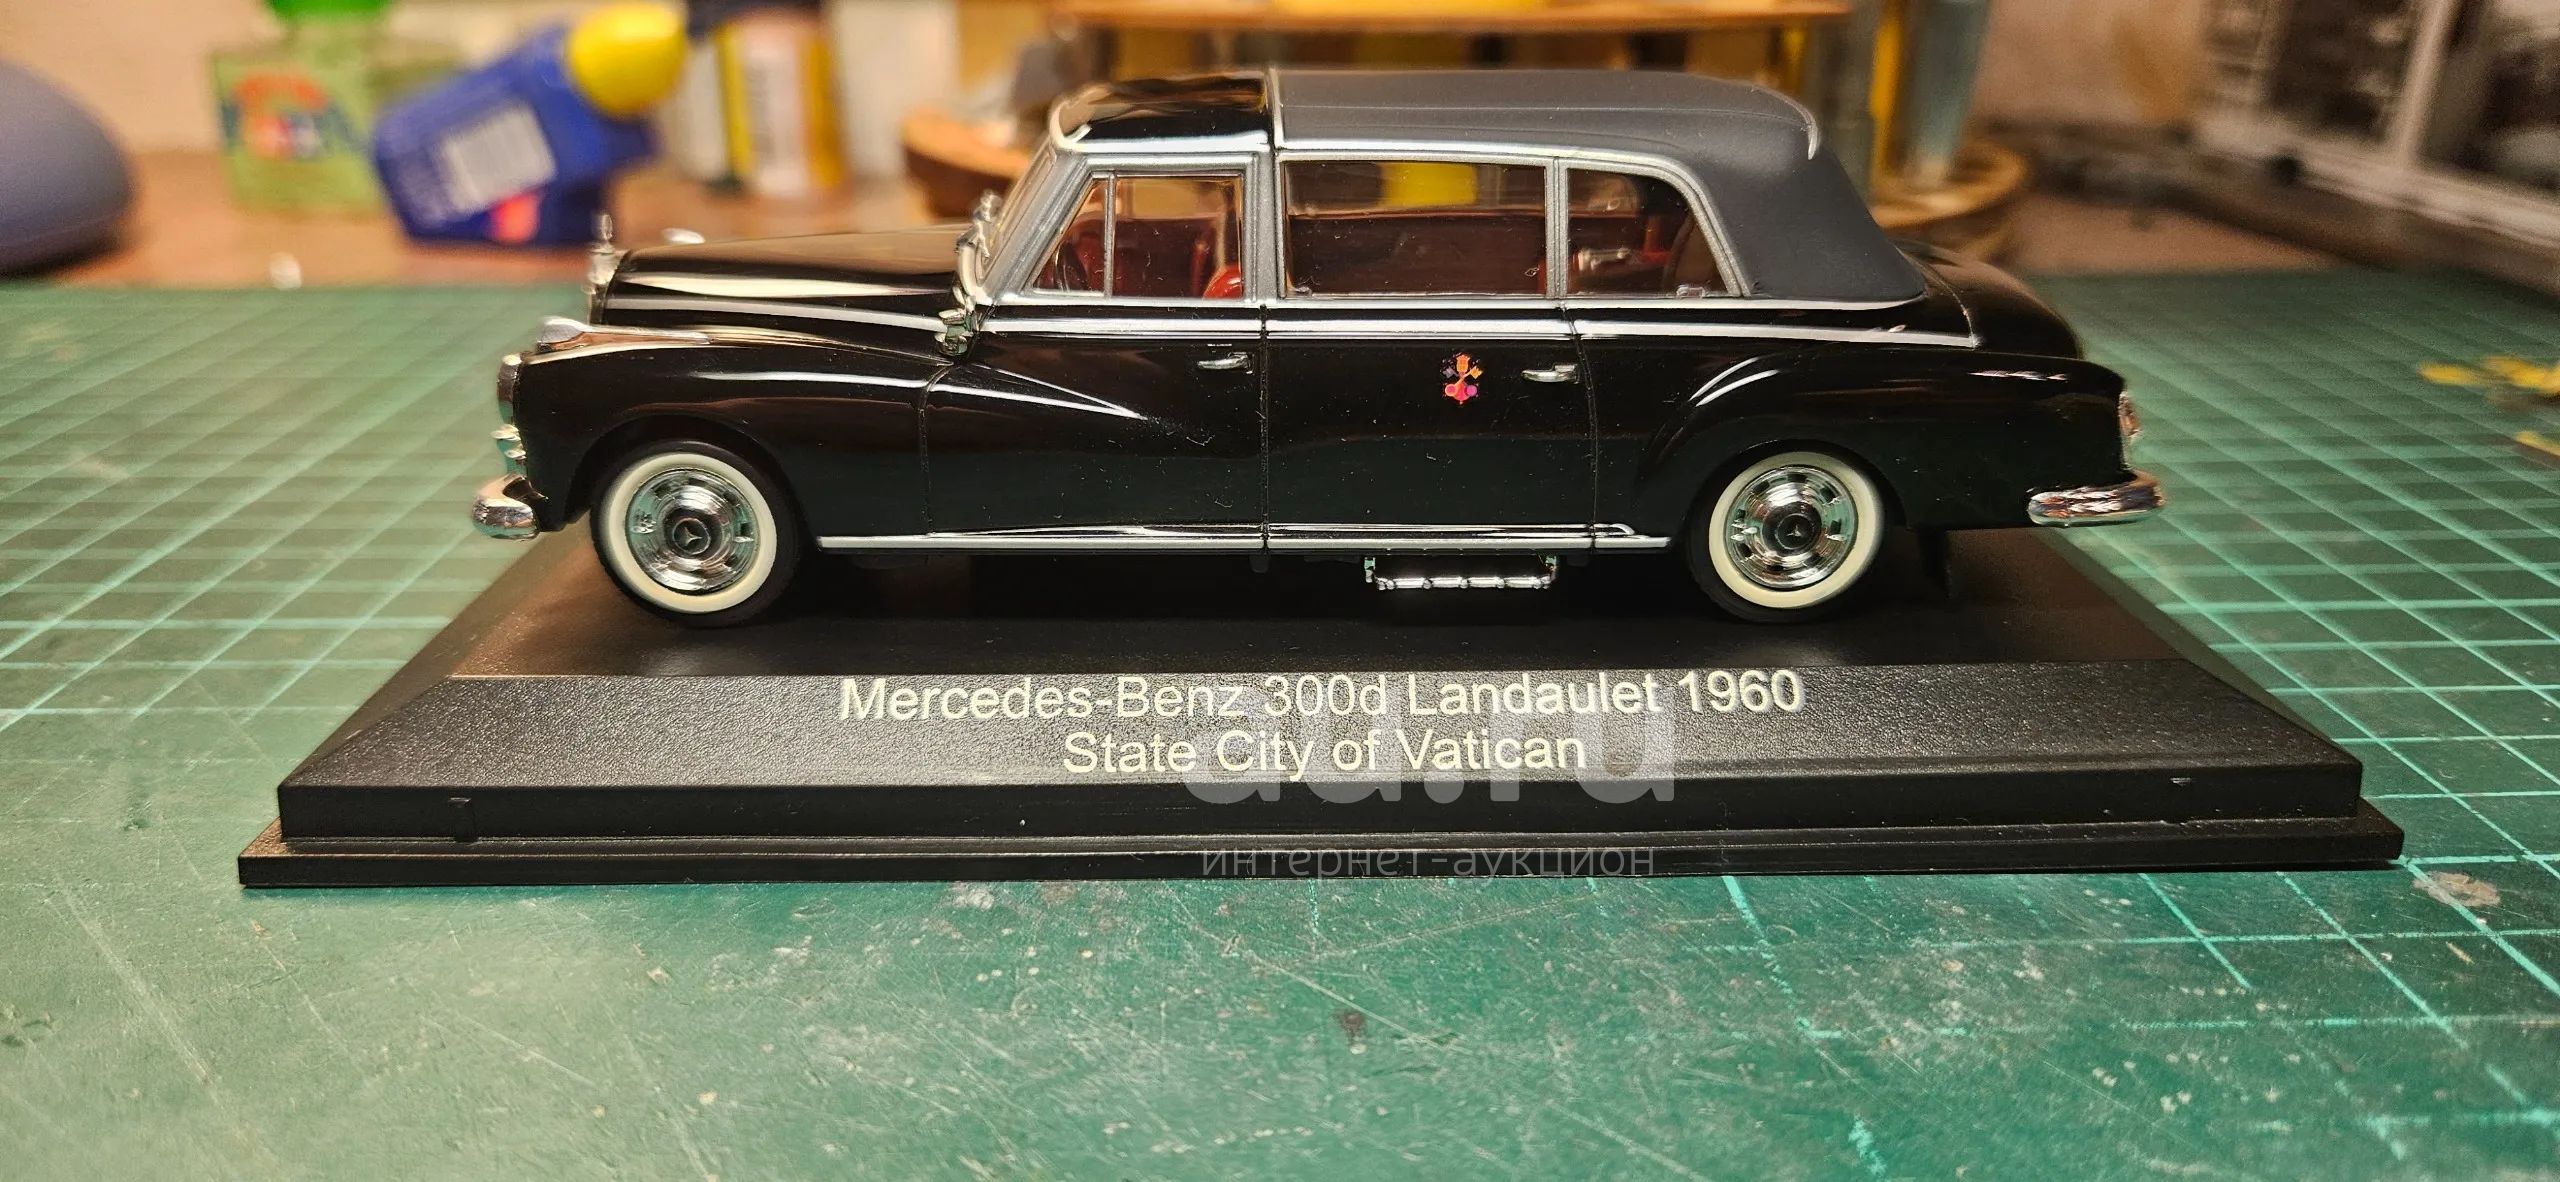 Mercedes-Benz 300d Landaulet 1960
State City of Vatican
au.ru
интернет-аукцион